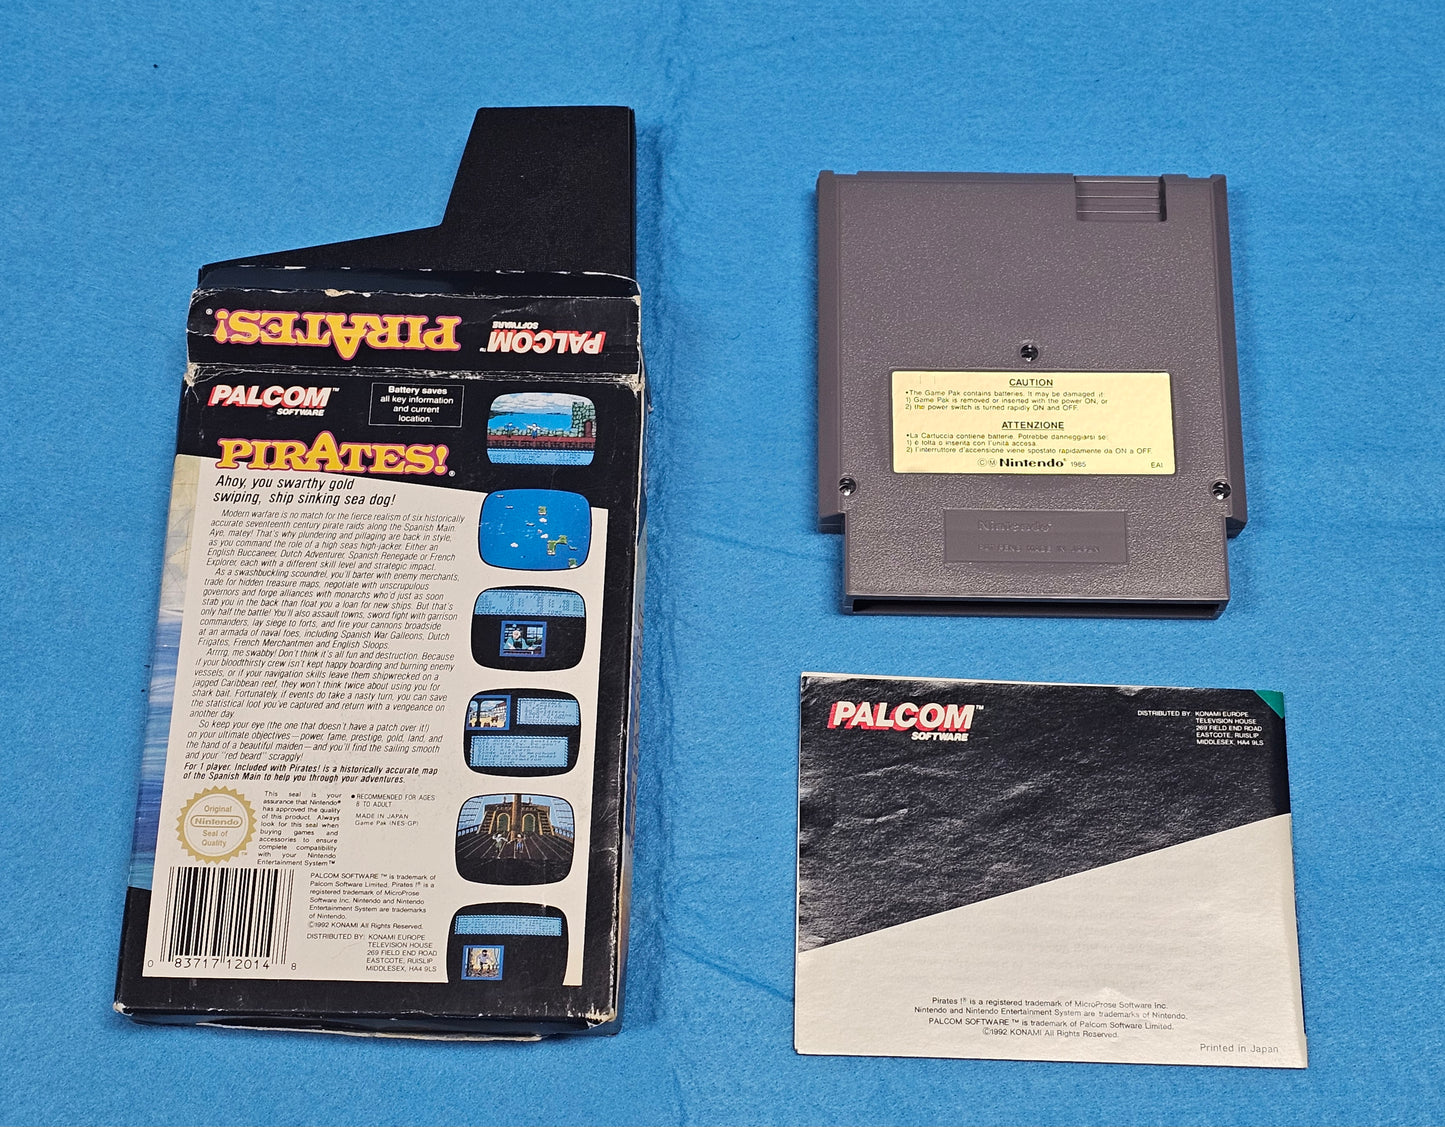 PIRATES!®
PALCOM™
SOFTWARE
PALCOM™
SOFTWARE
Battery saves
all key information
and current
location.
PIRATES!®
Ahoy, you swarthy gold
swiping, ship sinking sea dog!
Modern warfare is no match for the fierce realism of six historically
accurate seventeenth century pirate raids along the Spanish Main.
Aye, matey! That's why plundering and pillaging are back in style,
as you command the role of a high seas high-jacker. Either an
English Buccaneer, Dutch Adventurer, Spanish Renegade or French
Explorer, each with a different skill level and strategic impact.
As a swashbuckling scoundrel, you'll barter with enemy merchants,
trade for hidden treasure maps, negotiate with unscrupulous
governors and forge alliances with monarchs who'd just as soon
stab you in the back than float you a loan for new ships. But that's
only half the battle! You'll also assault towns, sword fight with garrison
commanders, lay siege to forts, and fire your cannons broadside
at an armada of naval foes, including Spanish War Galleons, Dutch
Frigates, French Merchantmen and English Sloops.
Arrrrg, me swabby! Don't think it's all fun and destruction. Because
if your bloodthirsty crew isn't kept happy boarding and burning enemy
vessels, or if your navigation skills leave them shipwrecked on a
jagged Caribbean reef, they won't think twice about using you for
shark bait. Fortunately, if events do take a nasty turn, you can save
the statistical loot you've captured and return with a vengeance on
another day.
So keep your eye (the one that doesn't have a patch over it!)
on your ultimate objectives—power, fame, prestige, gold, land, and
the hand of a beautiful maiden—and you'll find the sailing smooth
and your "red beard" scraggly!
For 1 player. Included with Pirates! is a historically accurate map
of the Spanish Main to help you through your adventures.
Original
Nintendo
Seal of
Quality
™
This seal is your
assurance that Nintendo®
has approved the quality
of this product. Always
look for this seal when
buying games and
accessories to ensure
complete compatibility
with your Nintendo
Entertainment System™
• RECOMMENDED FOR AGES
8 TO ADULT
MADE IN JAPAN
Game Pak (NES-GP)
PALCOM SOFTWARE™ is trademark of
Palcom Software Limited. Pirates!® is a
registered trademark of MicroProse
Software Inc. Nintendo and Nintendo
Entertainment System are trademarks
of Nintendo.
©1992 KONAMI All Rights Reserved.
DISTRIBUTED BY: KONAMI EUROPE
TELEVISION HOUSE
269 FIELD END ROAD
EASTCOTE, RUISLIP
MIDDLESEX, HA4 9LS
0 83717 12014 8
CAUTION
•The Game Pak contains batteries. It may be damaged if:
1) Game Pak is removed or inserted with the power ON, or
2) the power switch is turned rapidly ON and OFF.
ATTENZIONE
•La Cartuccia contiene batterie. Potrebbe danneggiarsi se:
1) è tolta o inserita con l'unità accesa.
2) l'interruttore d'accensione viene spostato rapidamente da ON a OFF.
©Ⓜ Nintendo® 1985
EAI
Nintendo®
PALCOM™
SOFTWARE
DISTRIBUTED BY: KONAMI EUROPE
TELEVISION HOUSE
269 FIELD END ROAD
EASTCOTE, RUISLIP
MIDDLESEX, HA4 9LS
Pirates!® is a registered trademark of MicroProse Software Inc.
Nintendo and Nintendo Entertainment System are trademarks of Nintendo.
PALCOM SOFTWARE™ is trademark of Palcom Software Limited.
©1992 KONAMI All Rights Reserved.
Printed in Japan